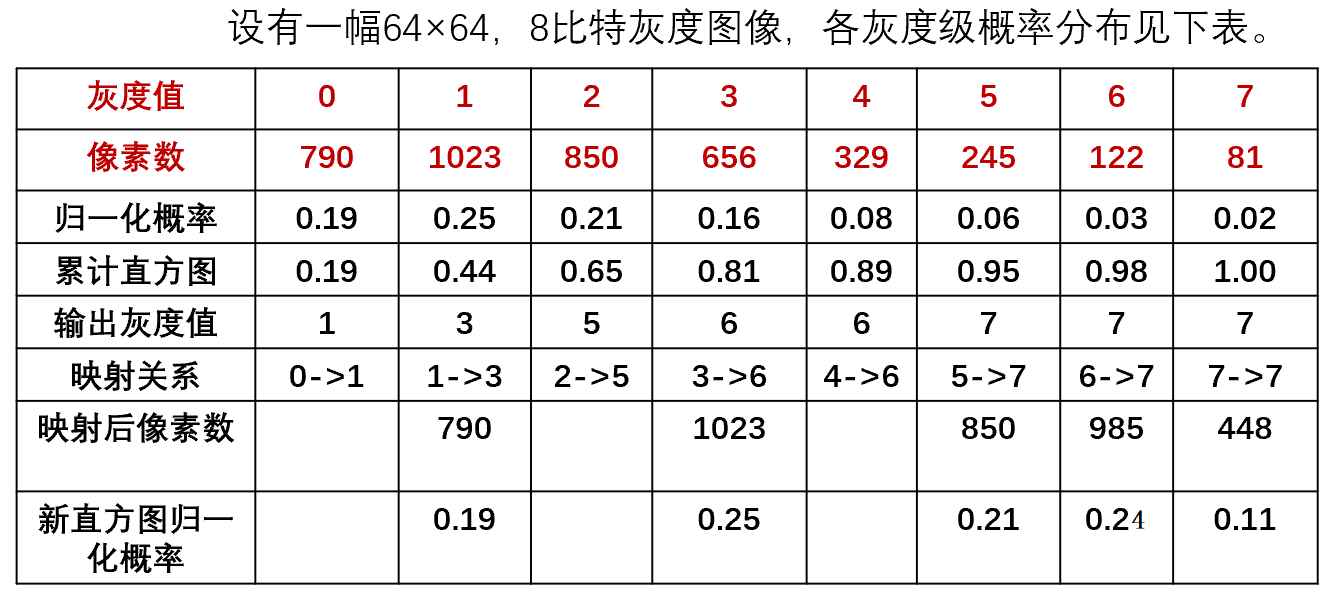 设有一幅64×64，8比特灰度图像，各灰度级概率分布见下表。
灰度值 0 1 2 3 4 5 6 7
像素数 790 1023 850 656 329 245 122 81
归一化概率 0.19 0.25 0.21 0.16 0.08 0.06 0.03 0.02
累计直方图 0.19 0.44 0.65 0.81 0.89 0.95 0.98 1.00
输出灰度值 1 3 5 6 6 7 7 7
映射关系 0->1 1->3 2->5 3->6 4->6 5->7 6->7 7->7
映射后像素数 790 1023 850 985 448
新直方图归一 0.19 0.25 0.21 0.24 0.11
化概率